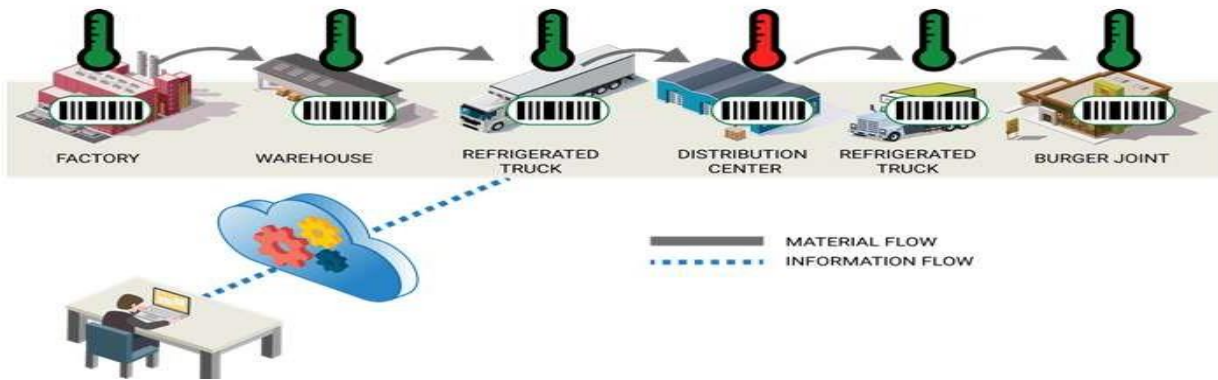 FACTORY
WAREHOUSE
REFRIGERATED
TRUCK
DISTRIBUTION
CENTER
REFRIGERATED
TRUCK
BURGER JOINT
MATERIAL FLOW
INFORMATION FLOW